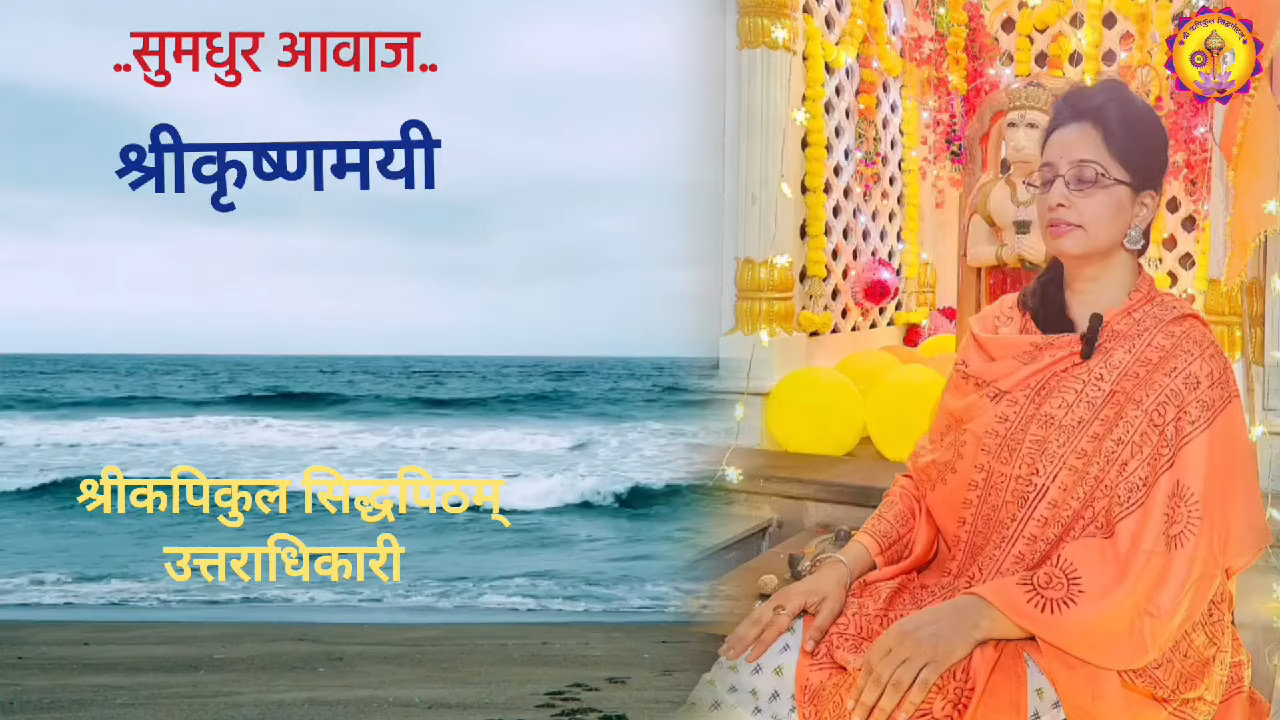 ..सुमधुर आवाज..
श्रीकृष्णमयी
श्रीकपिकुल सिद्धपिठम्
उत्तराधिकारी